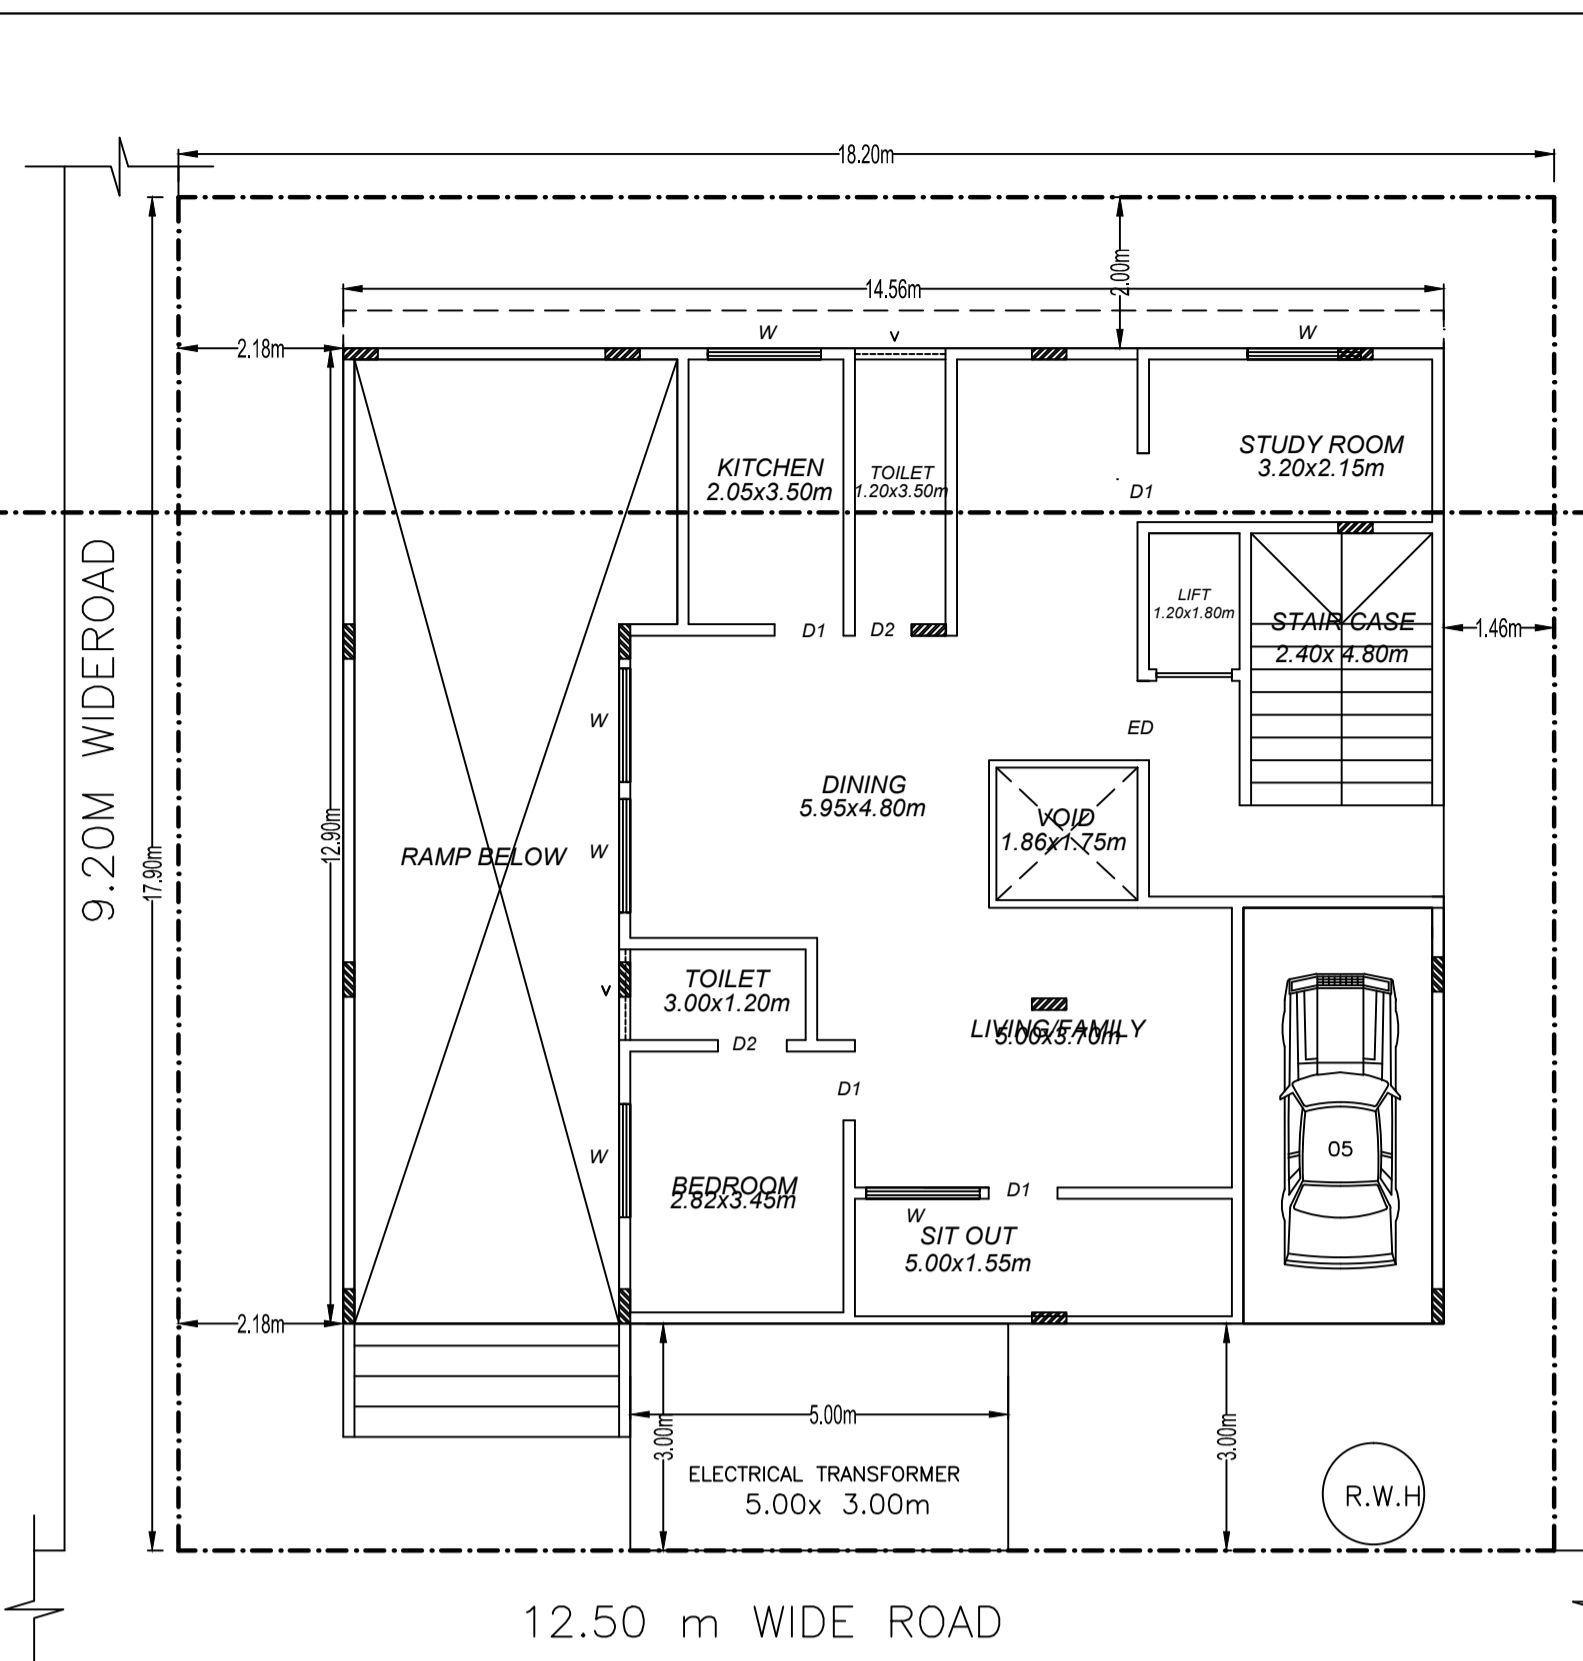 18.20m
2.00m
14.56m
2.18m
W
V
W
KITCHEN
2.05x3.50m
TOILET
1.20x3.50m
STUDY ROOM
3.20x2.15m
D1
9.20M WIDEROAD
17.90m
12.90m
LIFT
1.20x1.80m
STAIR CASE
2.40x 4.80m
1.46m
D1
D2
W
ED
DINING
5.95x4.80m
VOID
1.86x1.75m
RAMP BELOW
W
TOILET
3.00x1.20m
V
LIVING/FAMILY
5.00x3.70m
D2
D1
05
W
BEDROOM
2.82x3.45m
D1
W
SIT OUT
5.00x1.55m
2.18m
5.00m
3.00m
3.00m
ELECTRICAL TRANSFORMER
5.00x 3.00m
R.W.H
12.50 m WIDE ROAD